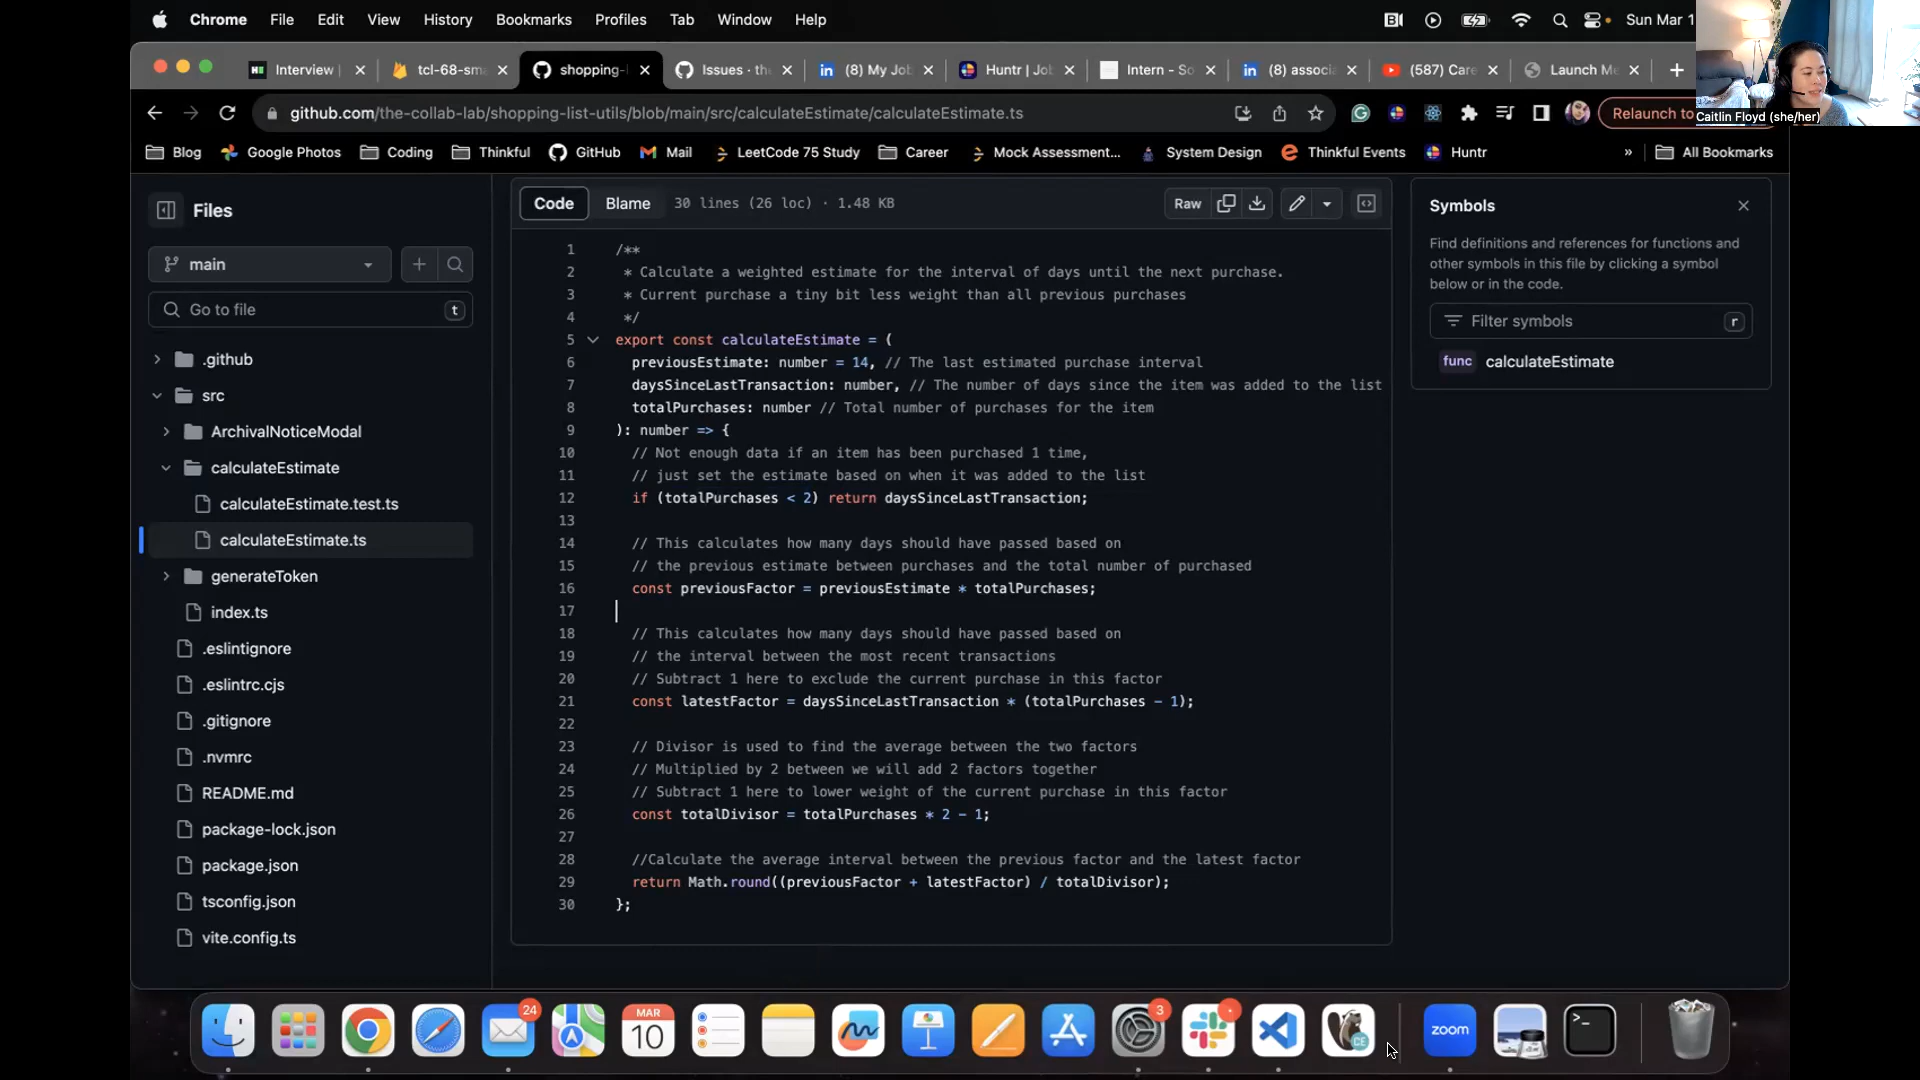 Chrome File Edit View History Bookmarks Profiles Tab Window Help
Sun Mar 1
Interview
tcl-68-sma
shopping-
Issues · the
(8) My Job
Huntr | Job
Intern - So
(8) associa
(587) Care
Launch Me
github.com/the-collab-lab/shopping-list-utils/blob/main/src/calculateEstimate/calculateEstimate.ts
Relaunch to
Caitlin Floyd (she/her)
Blog Google Photos Coding Thinkful GitHub Mail LeetCode 75 Study Career Mock Assessment... System Design Thinkful Events Huntr » All Bookmarks
Files
main
Go to file t
.github
src
ArchivalNoticeModal
calculateEstimate
calculateEstimate.test.ts
calculateEstimate.ts
generateToken
index.ts
.eslintignore
.eslintrc.cjs
.gitignore
.nvmrc
README.md
package-lock.json
package.json
tsconfig.json
vite.config.ts
Code Blame 30 lines (26 loc) · 1.48 KB Raw
1 /**
2 * Calculate a weighted estimate for the interval of days until the next purchase.
3 * Current purchase a tiny bit less weight than all previous purchases
4 */
5 export const calculateEstimate = (
6 previousEstimate: number = 14, // The last estimated purchase interval
7 daysSinceLastTransaction: number, // The number of days since the item was added to the list
8 totalPurchases: number // Total number of purchases for the item
9 ): number => {
10 // Not enough data if an item has been purchased 1 time,
11 // just set the estimate based on when it was added to the list
12 if (totalPurchases < 2) return daysSinceLastTransaction;
13
14 // This calculates how many days should have passed based on
15 // the previous estimate between purchases and the total number of purchased
16 const previousFactor = previousEstimate * totalPurchases;
17
18 // This calculates how many days should have passed based on
19 // the interval between the most recent transactions
20 // Subtract 1 here to exclude the current purchase in this factor
21 const latestFactor = daysSinceLastTransaction * (totalPurchases - 1);
22
23 // Divisor is used to find the average between the two factors
24 // Multiplied by 2 between we will add 2 factors together
25 // Subtract 1 here to lower weight of the current purchase in this factor
26 const totalDivisor = totalPurchases * 2 - 1;
27
28 //Calculate the average interval between the previous factor and the latest factor
29 return Math.round((previousFactor + latestFactor) / totalDivisor);
30 };
Symbols
Find definitions and references for functions and
other symbols in this file by clicking a symbol
below or in the code.
Filter symbols r
func calculateEstimate
24
MAR
10
3
CE
zoom